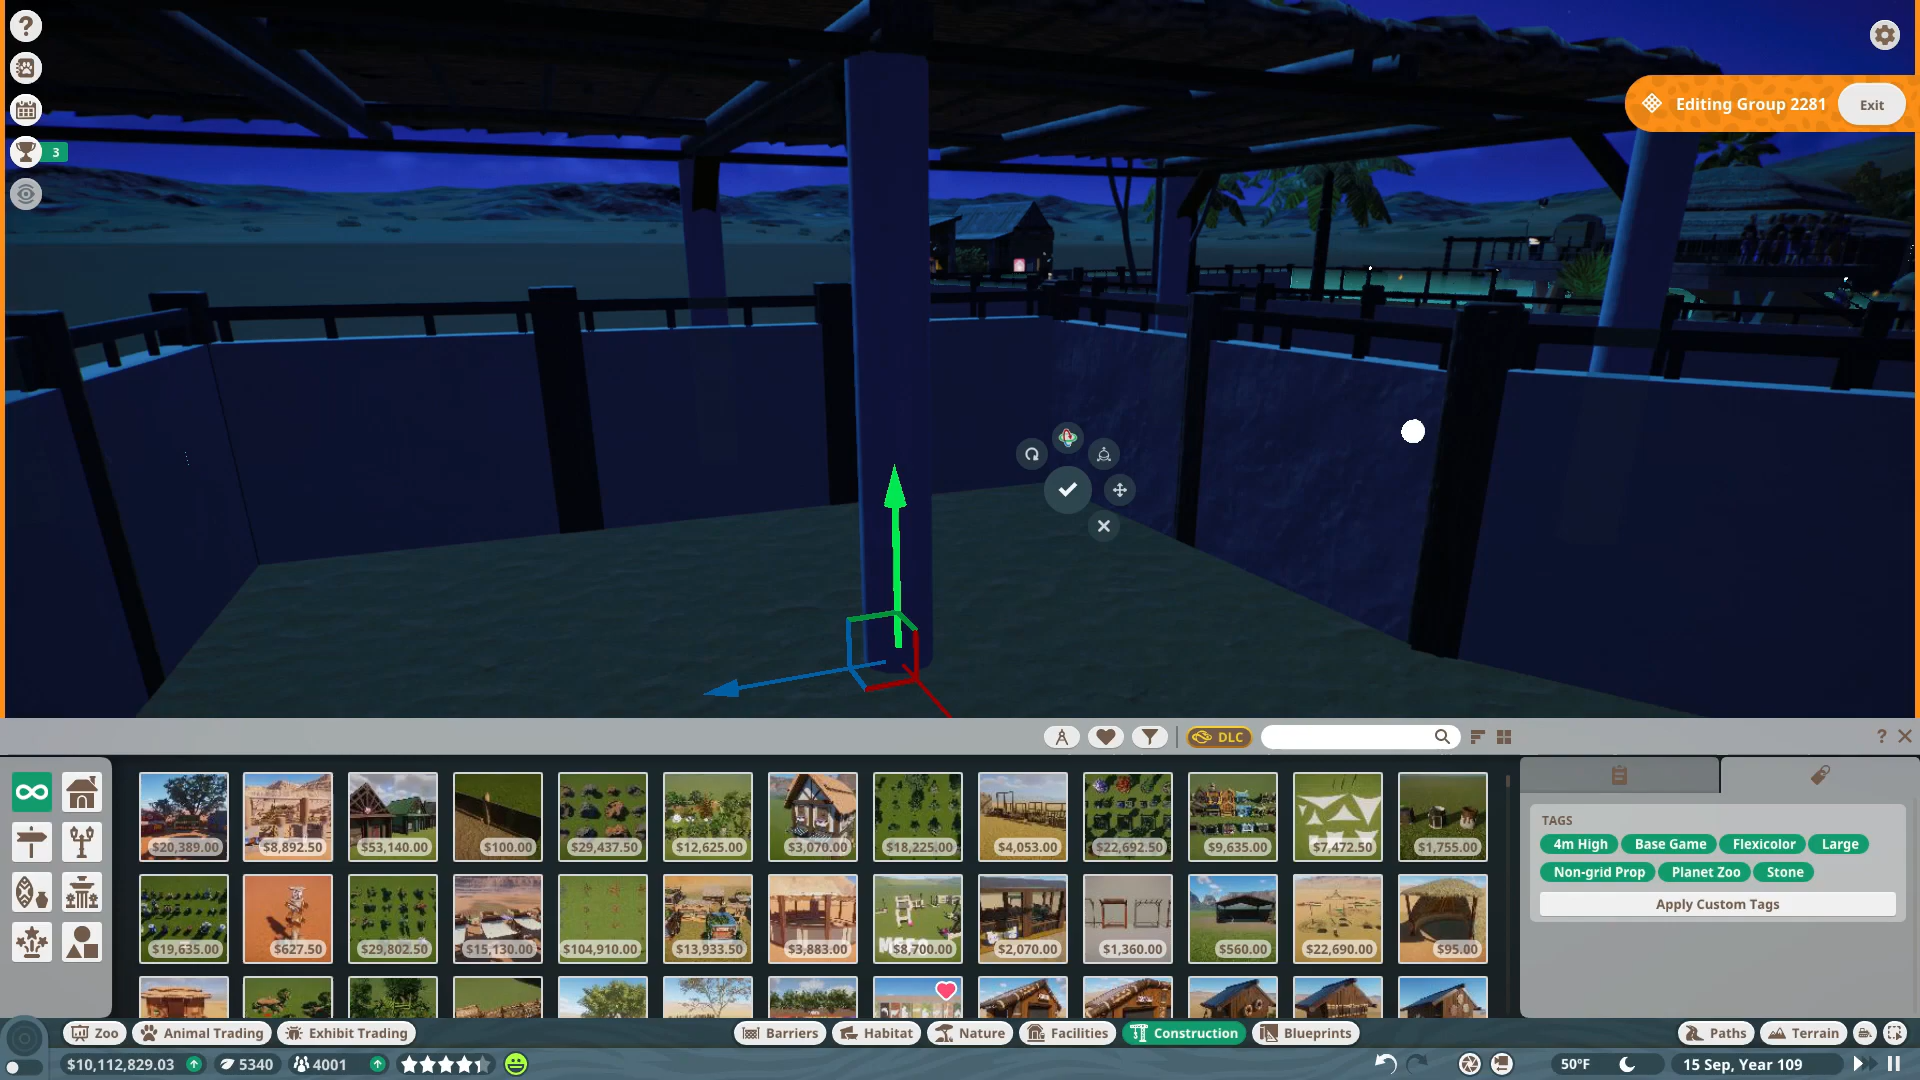 ?
Editing Group 2281 Exit
3
DLC
?
$20,389.00 $8,892.50 $53,140.00 $100.00 $29,437.50 $12,625.00 $3,070.00 $18,225.00 $4,053.00 $22,692.50 $9,635.00 $7,472.50 $1,755.00
$19,635.00 $627.50 $29,802.50 $15,130.00 $104,910.00 $13,933.50 $3,883.00 $8,700.00 $2,070.00 $1,360.00 $560.00 $22,690.00 $95.00
TAGS
4m High Base Game Flexicolor Large
Non-grid Prop Planet Zoo Stone
Apply Custom Tags
Zoo Animal Trading Exhibit Trading Barriers Habitat Nature Facilities Construction Blueprints Paths Terrain
$10,112,829.03 5340 4001 50°F 15 Sep, Year 109